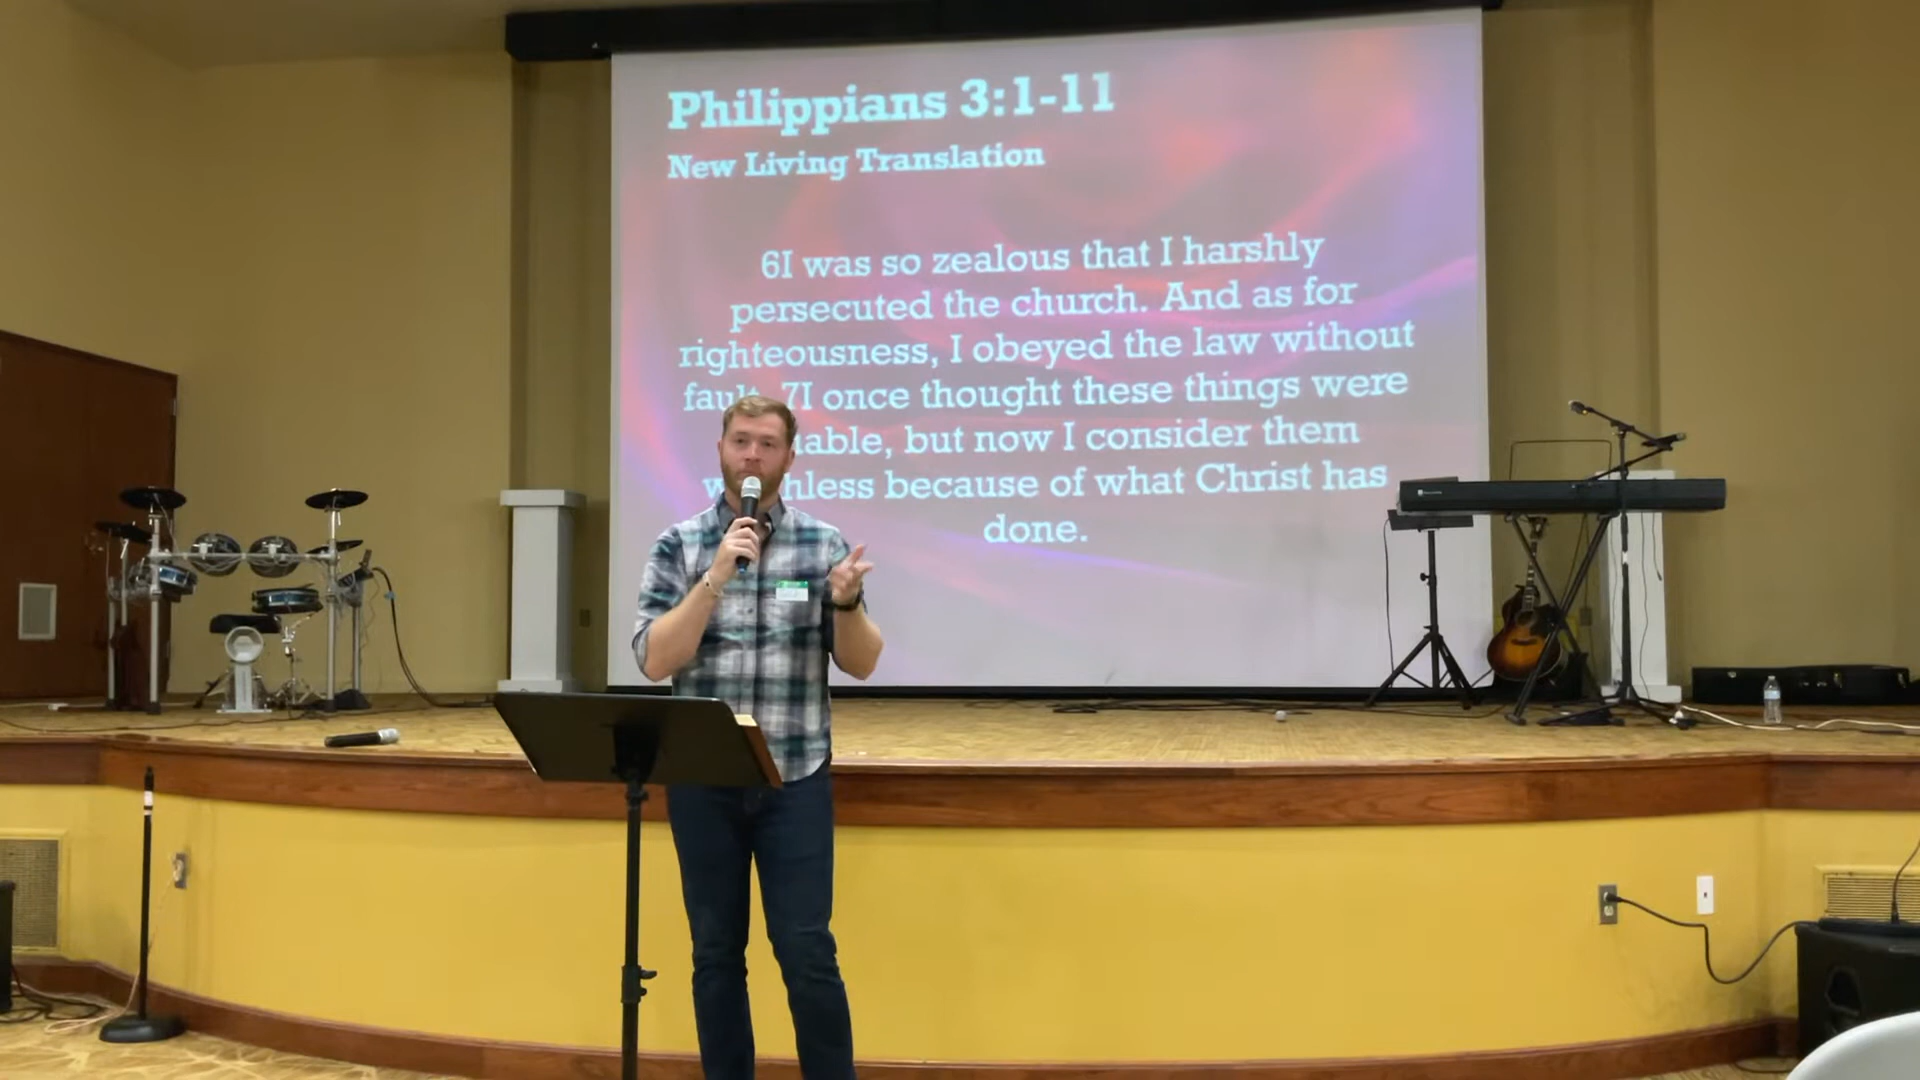 Philippians 3:1-11
New Living Translation
6I was so zealous that I harshly
persecuted the church. And as for
righteousness, I obeyed the law without
7I once thought these things were
but now I consider them
because of what Christ has
done.